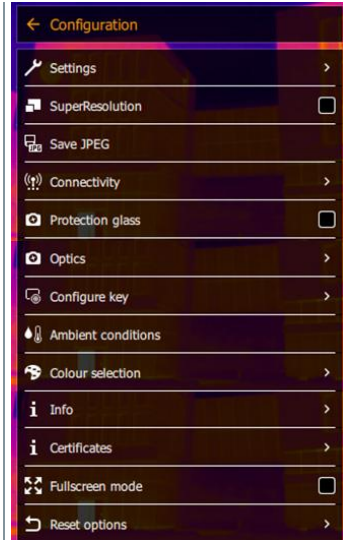 Configuration
Settings
SuperResolution
JPG
Save JPEG
Connectivity
Protection glass
Optics
Configure key
Ambient conditions
Colour selection
Info
Certificates
Fullscreen mode
Reset options